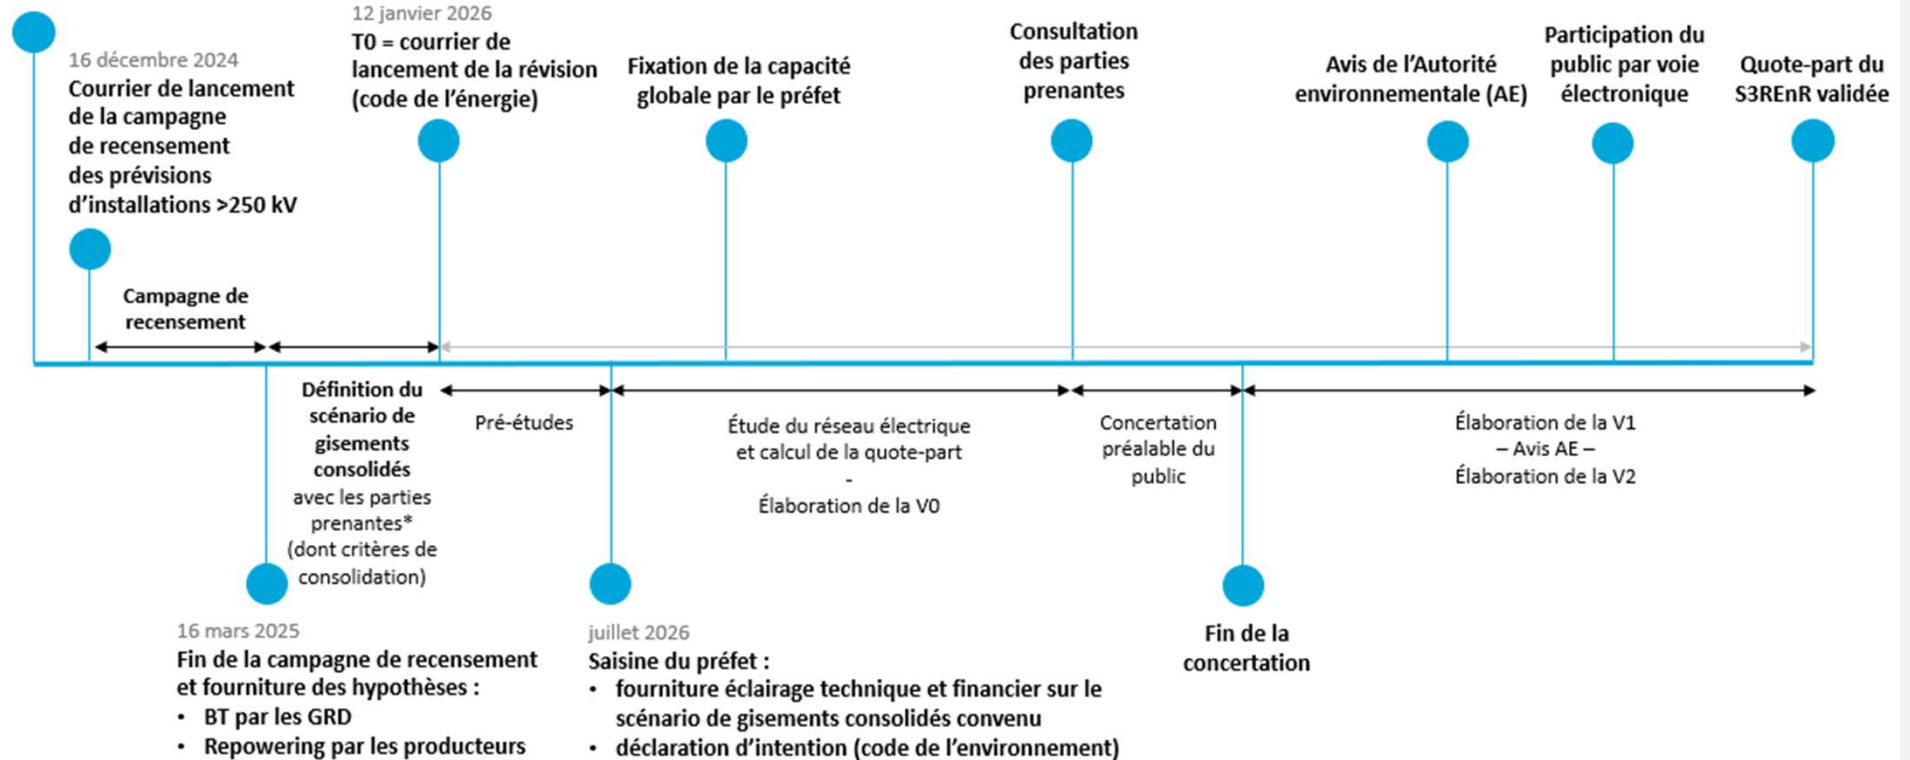 16 décembre 2024
Courrier de lancement
de la campagne
de recensement
des prévisions
d'installations >250 kV
12 janvier 2026
T0 = courrier de
lancement de la révision
(code de l'énergie)
Fixation de la capacité
globale par le préfet
Consultation
des parties
prenantes
Avis de l'Autorité
environnementale (AE)
Participation du
public par voie
électronique
Quote-part du
S3REnR validée
Campagne de
recensement
Définition du
scénario de
gisements
consolidés
avec les parties
prenantes*
(dont critères de
consolidation)
Pré-études
Étude du réseau électrique
et calcul de la quote-part
-
Élaboration de la V0
Concertation
préalable du
public
Élaboration de la V1
– Avis AE –
Élaboration de la V2
16 mars 2025
Fin de la campagne de recensement
et fourniture des hypothèses :
• BT par les GRD
• Repowering par les producteurs
juillet 2026
Saisine du préfet :
• fourniture éclairage technique et financier sur le
scénario de gisements consolidés convenu
• déclaration d'intention (code de l'environnement)
Fin de la
concertation